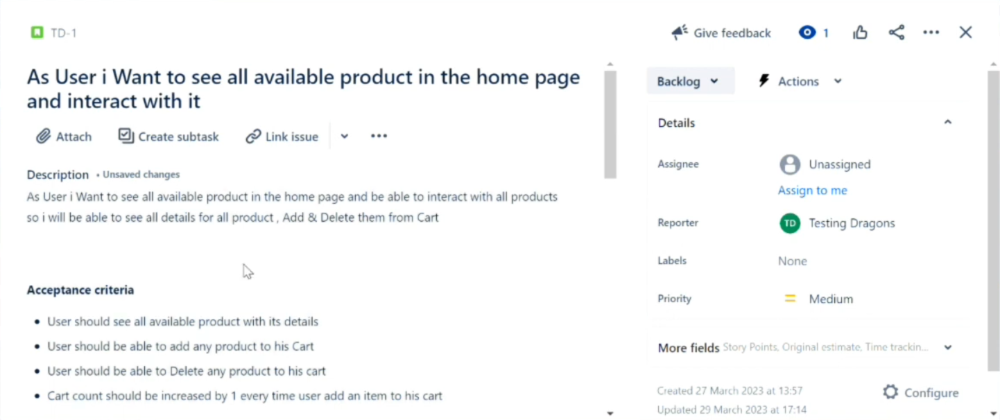 TD-1
Give feedback
1
As User i Want to see all available product in the home page
and interact with it
Backlog
Actions
Attach
Create subtask
Link issue
Details
Description • Unsaved changes
As User i Want to see all available product in the home page and be able to interact with all products
so i will be able to see all details for all product , Add & Delete them from Cart
Assignee
Unassigned
Assign to me
Reporter
TD
Testing Dragons
Labels
None
Priority
Medium
Acceptance criteria
• User should see all available product with its details
• User should be able to add any product to his Cart
• User should be able to Delete any product to his cart
• Cart count should be increased by 1 every time user add an item to his cart
More fields Story Points, Original estimate, Time trackin...
Created 27 March 2023 at 13:57
Updated 29 March 2023 at 17:14
Configure